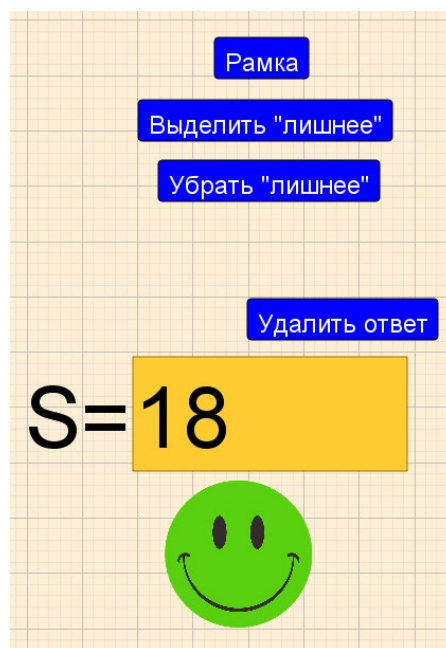 Рамка
Выделить "лишнее"
Убрать "лишнее"
Удалить ответ
S=18